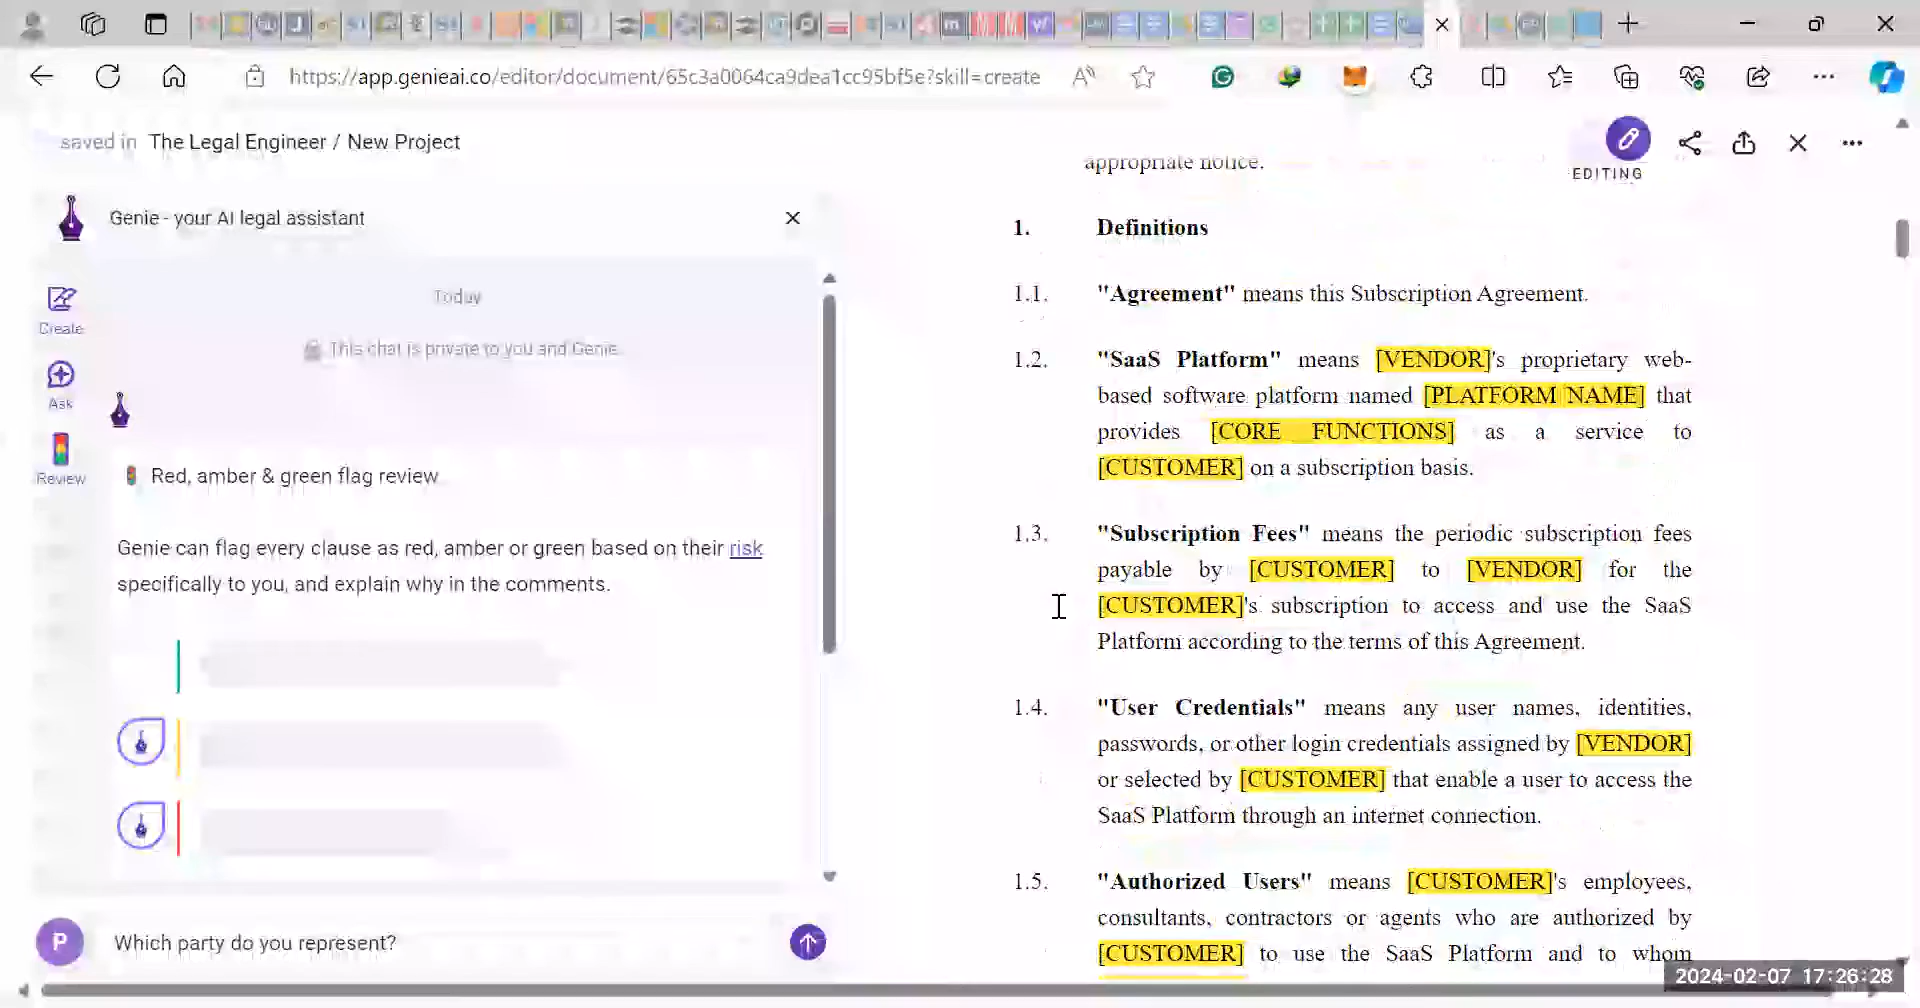 https://app.genieai.co/editor/document/65c3a0064ca9dea1cc95bf5e?skill=create
saved in The Legal Engineer / New Project
EDITING
Genie - your AI legal assistant
Today
This chat is private to you and Genie.
Create
Ask
Review
Red, amber & green flag review
Genie can flag every clause as red, amber or green based on their risk
specifically to you, and explain why in the comments.
P
Which party do you represent?
appropriate notice.
1. Definitions
1.1. "Agreement" means this Subscription Agreement.
1.2. "SaaS Platform" means [VENDOR]'s proprietary web-
based software platform named [PLATFORM NAME] that
provides [CORE FUNCTIONS] as a service to
[CUSTOMER] on a subscription basis.
1.3. "Subscription Fees" means the periodic subscription fees
payable by [CUSTOMER] to [VENDOR] for the
[CUSTOMER]'s subscription to access and use the SaaS
Platform according to the terms of this Agreement.
1.4. "User Credentials" means any user names, identities,
passwords, or other login credentials assigned by [VENDOR]
or selected by [CUSTOMER] that enable a user to access the
SaaS Platform through an internet connection.
1.5. "Authorized Users" means [CUSTOMER]'s employees,
consultants, contractors or agents who are authorized by
[CUSTOMER] to use the SaaS Platform and to whom
2024-02-07 17:26:28